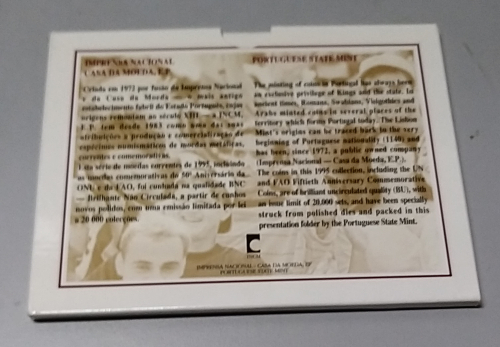 IMPRENSA NACIONAL
CASA DA MOEDA, E.P.
Criada em 1972 por fusão da Imprensa Nacional
e da Casa da Moeda — o mais antigo
estabelecimento fabril do Estado Português, cujas
origens remontam ao século XIII — a INCM,
E.P. tem desde 1983 como uma das suas
atribuições a produção e comercialização de
espécimes numismáticos de moedas metálicas,
correntes e comemorativas.
Esta série de moedas correntes de 1995, incluindo
as moedas comemorativas do 50º Aniversário da
ONU e da FAO, foi cunhada na qualidade BNC
— Brilhante Não Circulada, a partir de cunhos
novos polidos, com uma emissão limitada por lei
a 20 000 colecções.
PORTUGUESE STATE MINT
The minting of coins in Portugal has always been
an exclusive privilege of Kings and the state. In
ancient times, Romans, Swabians, Visigothics and
Arabs minted coins in several places of the
territory which forms Portugal today. The Lisbon
Mint's origins can be traced back to the very
beginning of Portuguese nationality (1140) and
has been, since 1972, a public owned company
(Imprensa Nacional — Casa da Moeda, E.P.).
The coins in this 1995 collection, including the UN
and FAO Fiftieth Anniversary Commemorative
Coins, are of brilliant uncirculated quality (BU), with
an issue limit of 20.000 sets, and have been specially
struck from polished dies and packed in this
presentation folder by the Portuguese State Mint.
INCM
IMPRENSA NACIONAL - CASA DA MOEDA, EP
PORTUGUESE STATE MINT